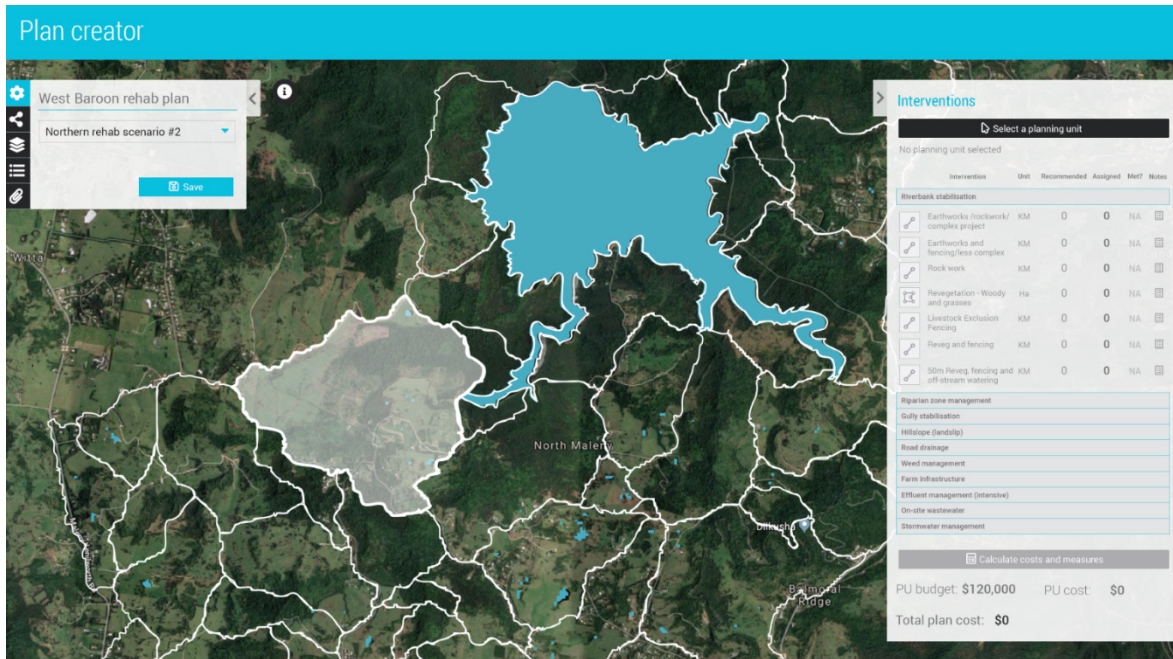 Plan creator
West Baroon rehab plan
Northern rehab scenario #2
Save
Witta
North Maleny
Dilkusha
Balmoral
Ridge
Interventions
Select a planning unit
No planning unit selected
Intervention Unit Recommended Assigned Met? Notes
Riverbank stabilisation
Earthworks /rockwork/ KM 0 0 NA
complex project
Earthworks and KM 0 0 NA
fencing/less complex
Rock work KM 0 0 NA
Revegetation - Woody Ha 0 0 NA
and grasses
Livestock Exclusion KM 0 0 NA
Fencing
Reveg and fencing KM 0 0 NA
50m Reveg, fencing and KM 0 0 NA
off-stream watering
Riparian zone management
Gully stabilisation
Hillslope (landslip)
Road drainage
Weed management
Farm Infrastructure
Effluent management (intensive)
On-site wastewater
Stormwater management
Calculate costs and measures
PU budget: $120,000 PU cost: $0
Total plan cost: $0